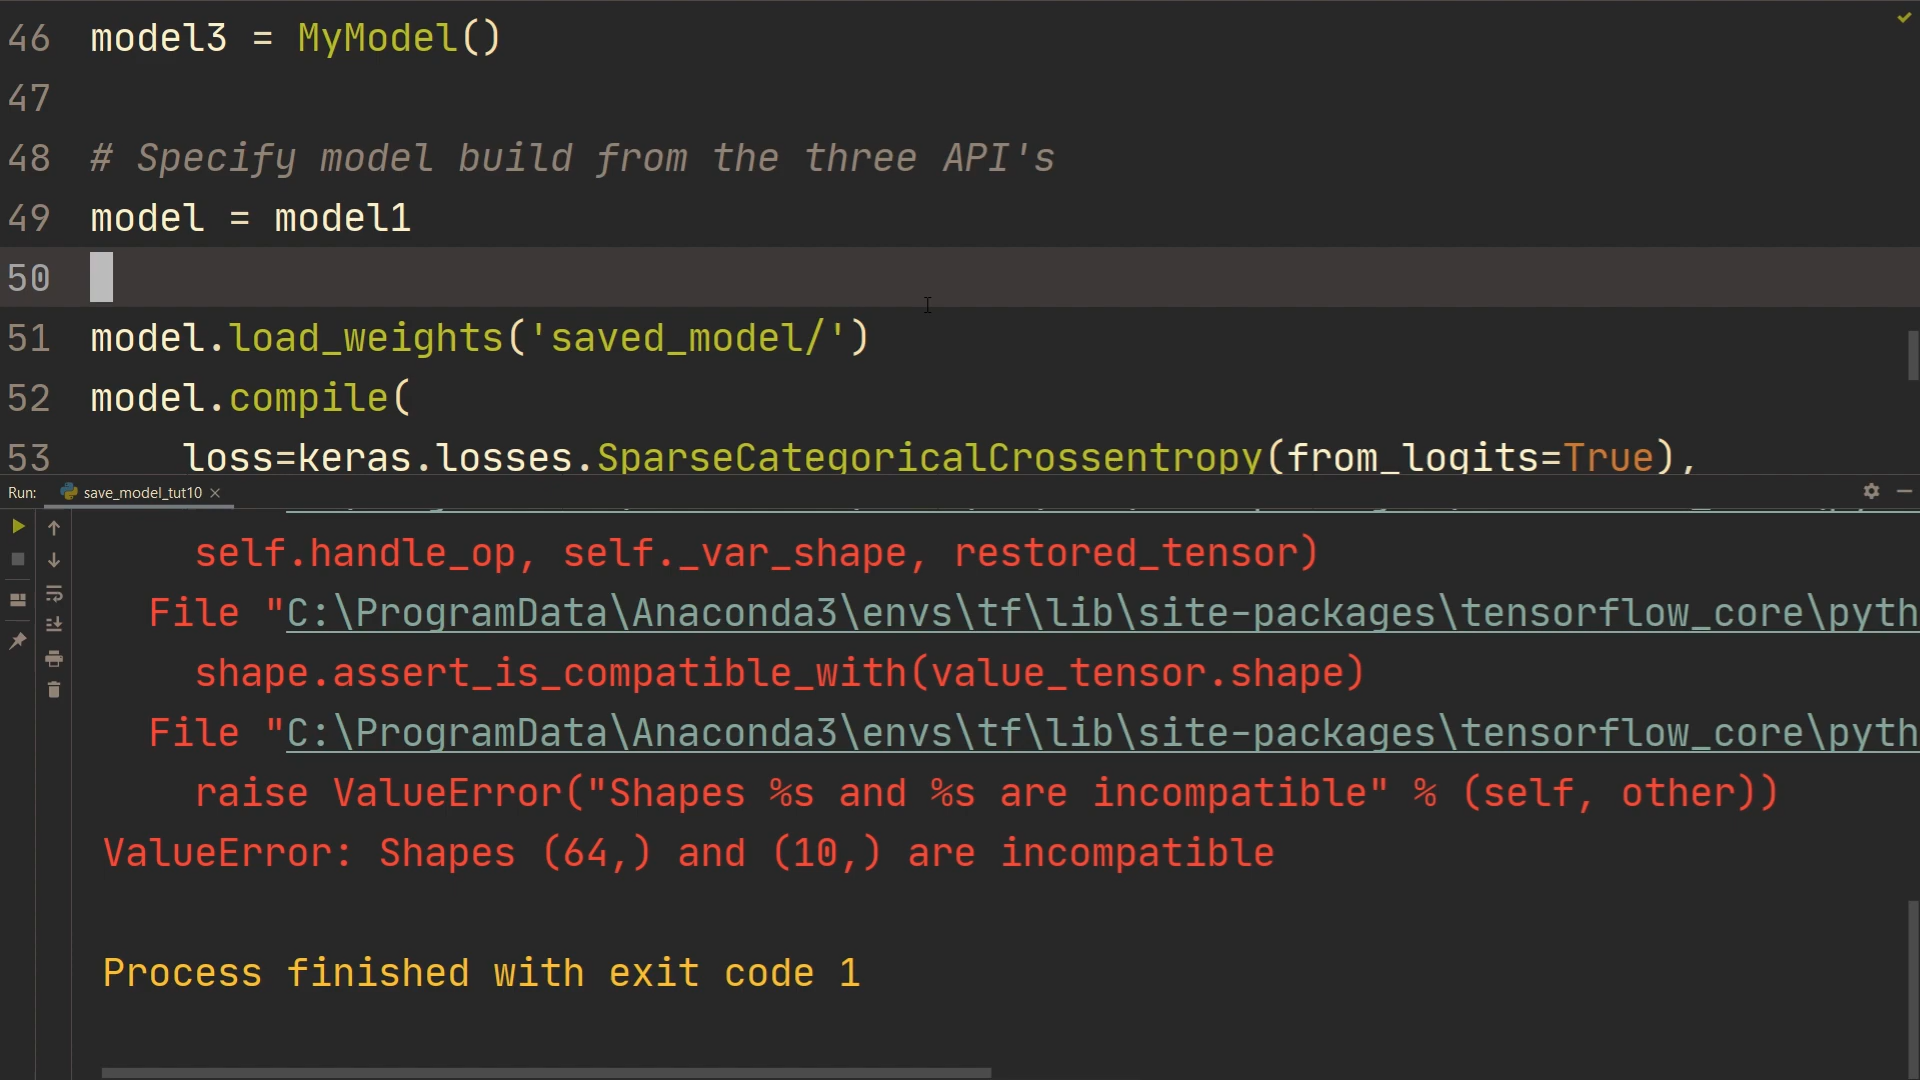 46 model3 = MyModel()
47
48 # Specify model build from the three API's
49 model = model1
50
51 model.load_weights('saved_model/')
52 model.compile(
53 loss=keras.losses.SparseCategoricalCrossentropy(from_logits=True),
Run: save_model_tut10
self.handle_op, self._var_shape, restored_tensor)
File "C:\ProgramData\Anaconda3\envs\tf\lib\site-packages\tensorflow_core\pyth
shape.assert_is_compatible_with(value_tensor.shape)
File "C:\ProgramData\Anaconda3\envs\tf\lib\site-packages\tensorflow_core\pyth
raise ValueError("Shapes %s and %s are incompatible" % (self, other))
ValueError: Shapes (64,) and (10,) are incompatible
Process finished with exit code 1